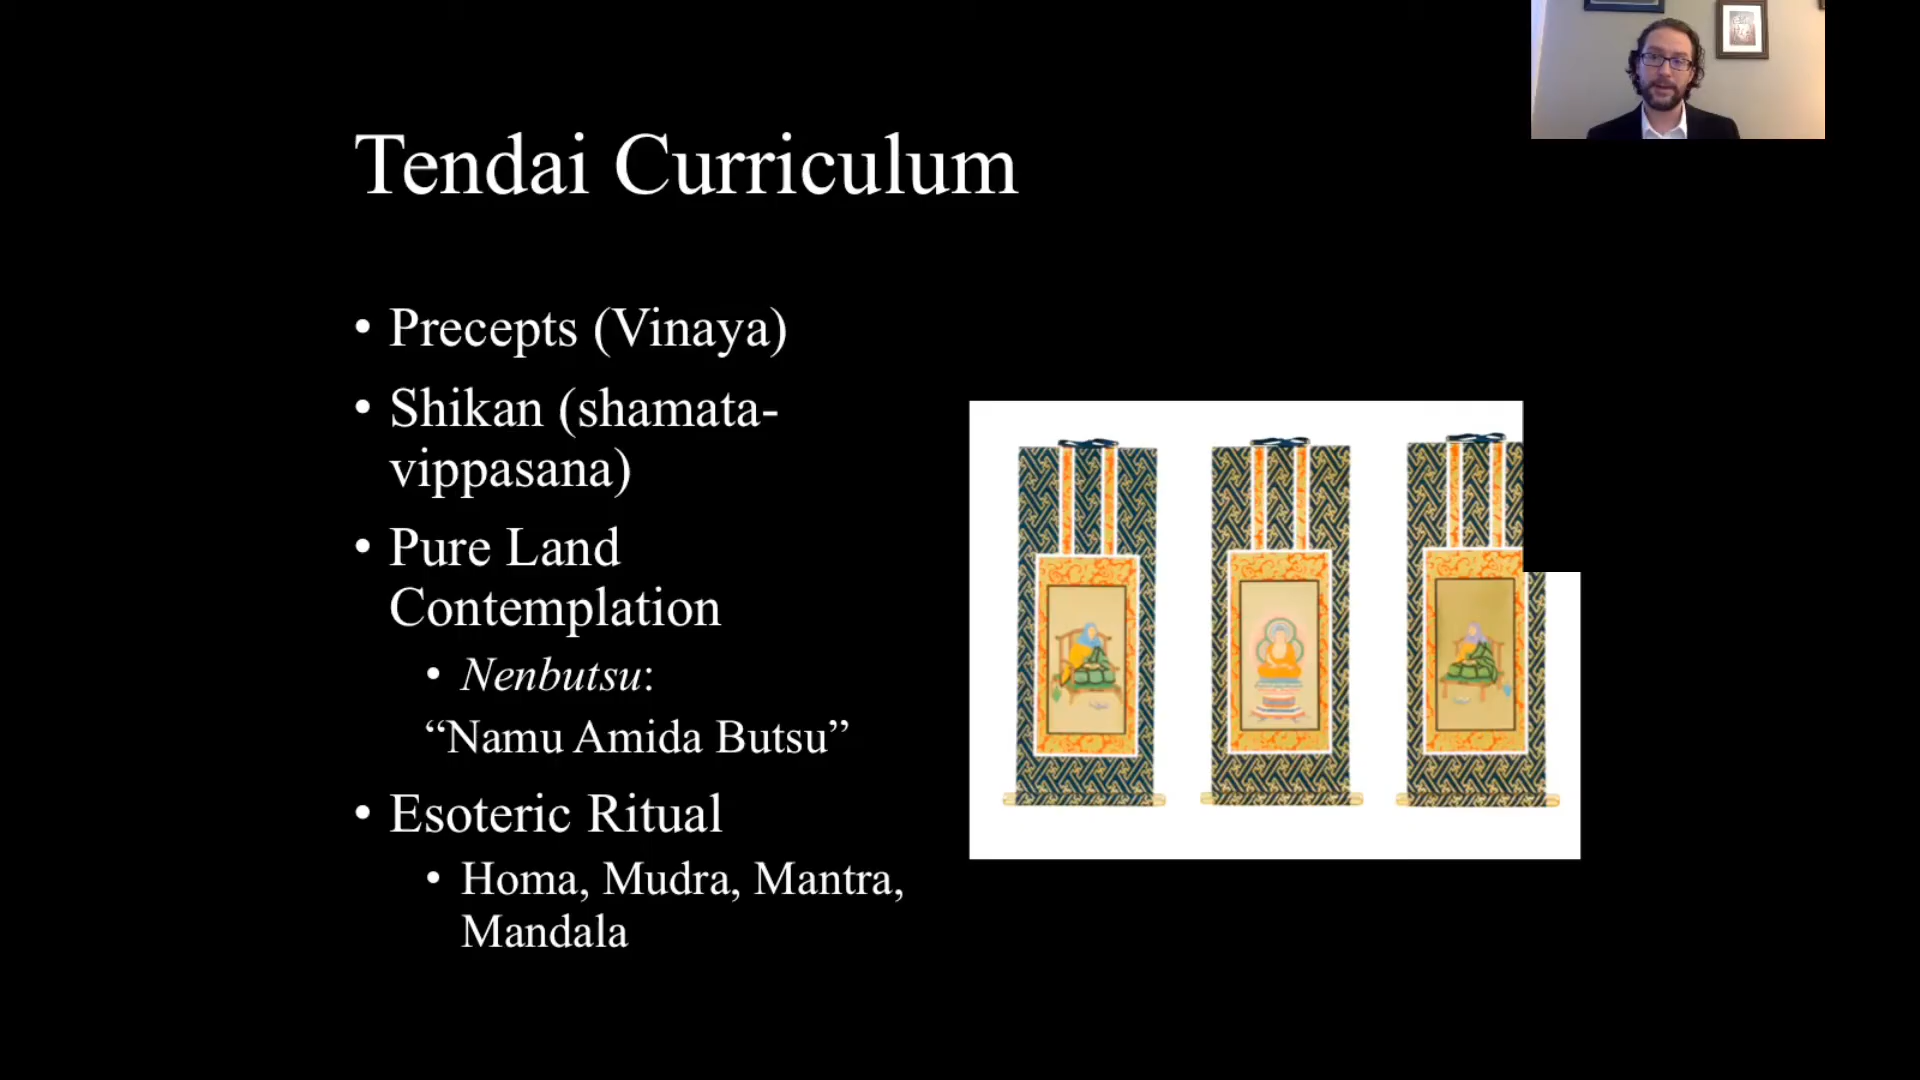 Tendai Curriculum
• Precepts (Vinaya)
• Shikan (shamata-
vippasana)
• Pure Land
Contemplation
• Nenbutsu:
“Namu Amida Butsu”
• Esoteric Ritual
• Homa, Mudra, Mantra,
Mandala